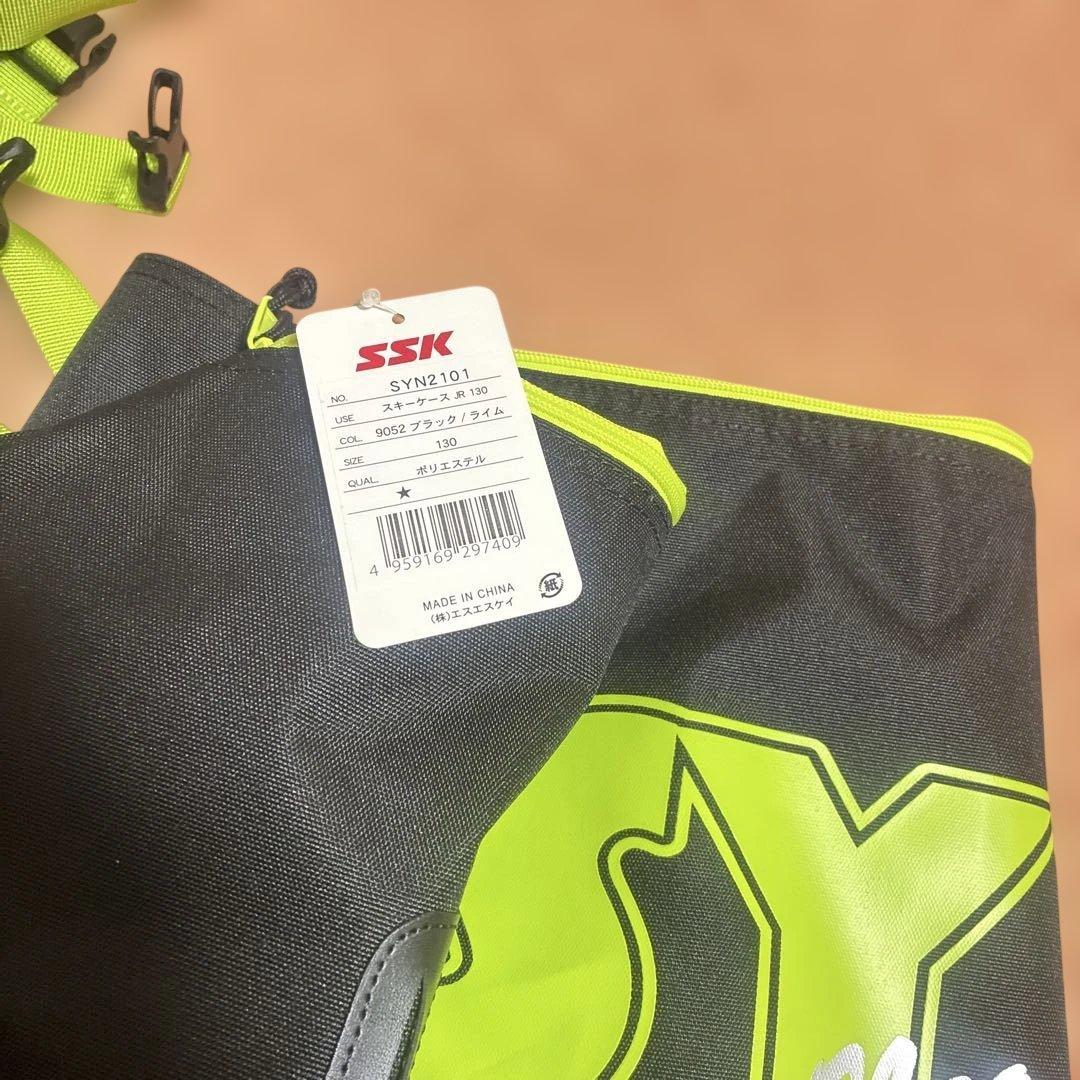 SSK
NO. SYN2101
USE スキーケース JR 130
COL. 9052 ブラック / ライム
SIZE 130
QUAL. ポリエステル
★
4 959169 297409
MADE IN CHINA
(株)エスエスケイ
紙